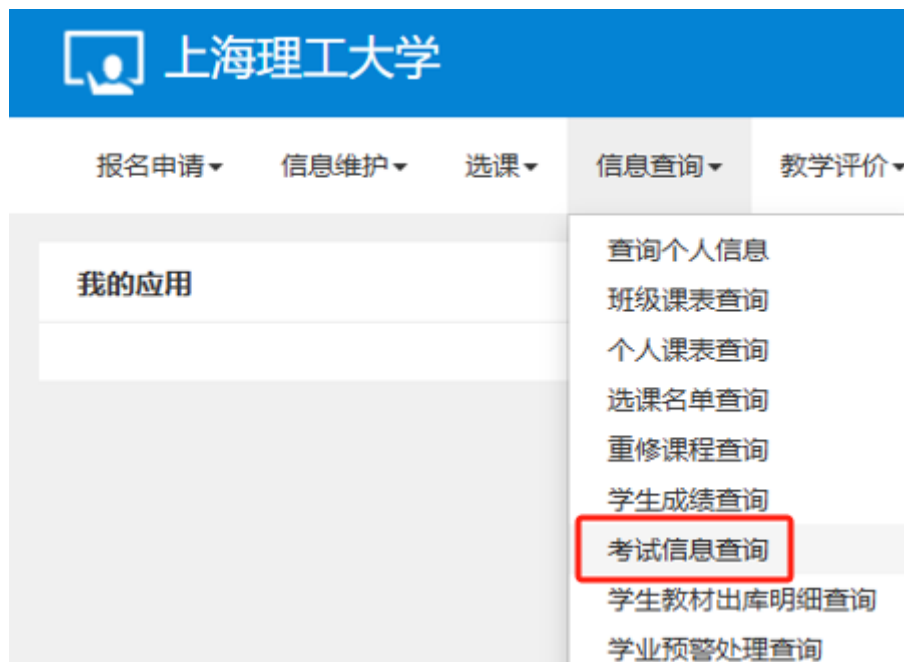 上海理工大学
报名申请 信息维护 选课 信息查询 教学评价
我的应用
查询个人信息
班级课表查询
个人课表查询
选课名单查询
重修课程查询
学生成绩查询
考试信息查询
学生教材出库明细查询
学业预警处理查询